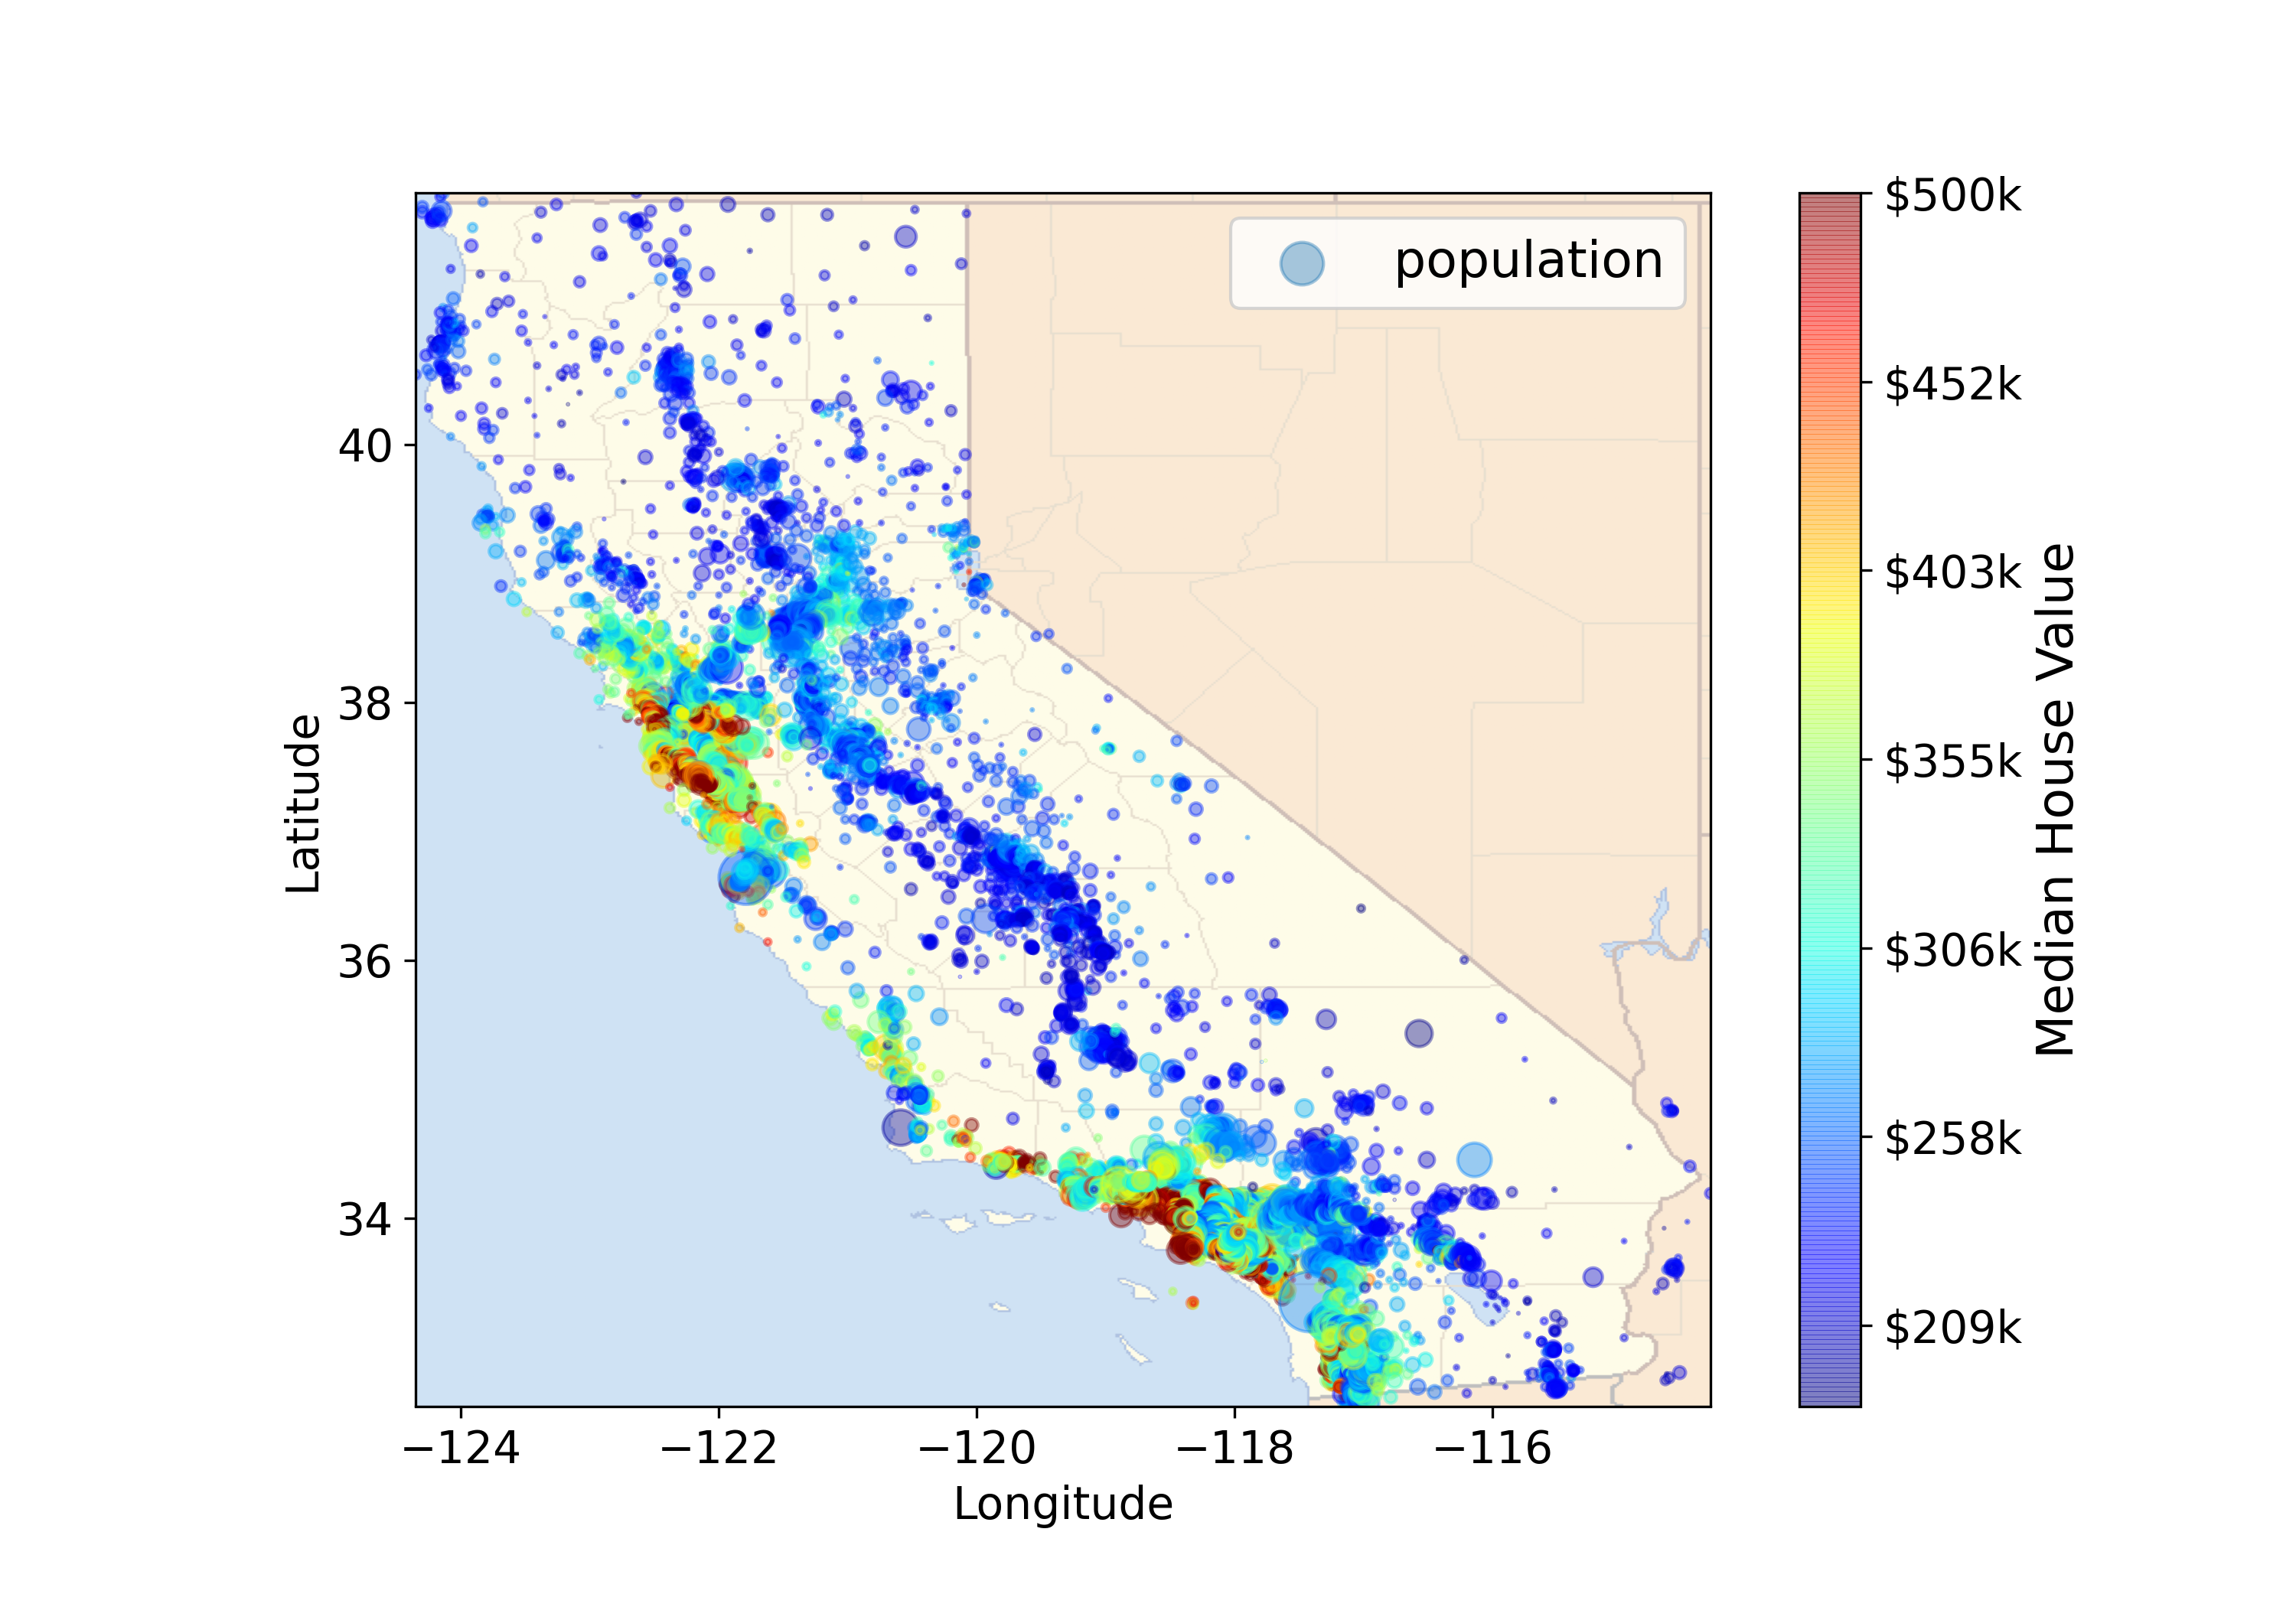 population
40
38
36
34
Latitude
−124
−122
−120
−118
−116
Longitude
$500k
$452k
$403k
$355k
$306k
$258k
$209k
Median House Value